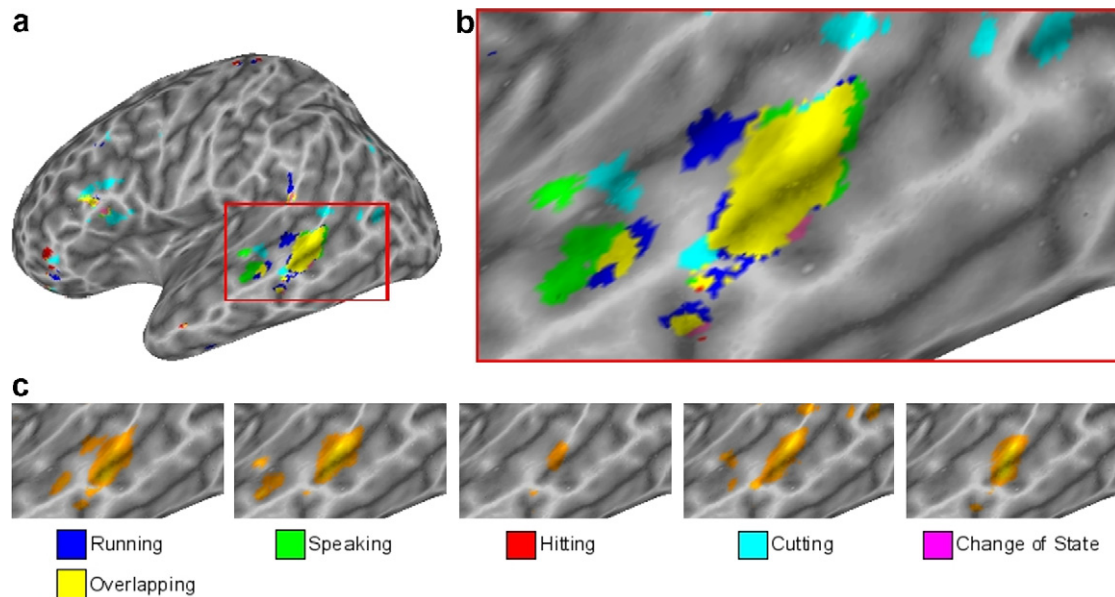 a
b
c
Running
Speaking
Hitting
Cutting
Change of State
Overlapping